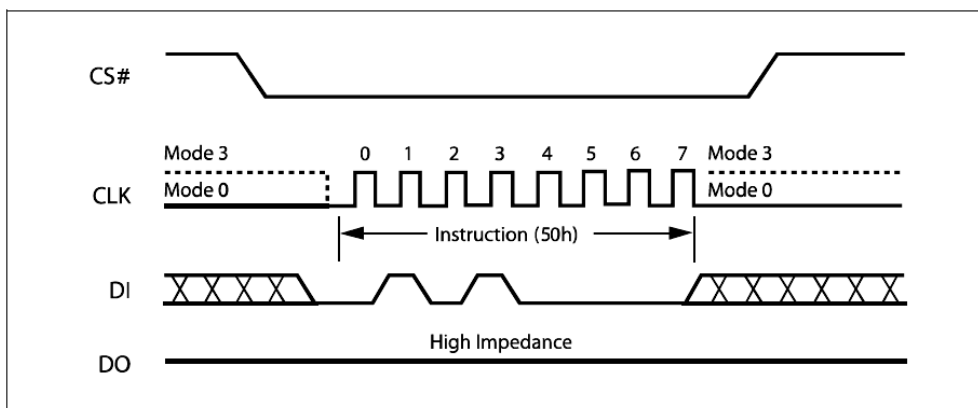 CS#
Mode 3 0 1 2 3 4 5 6 7 Mode 3
CLK Mode 0 Mode 0
Instruction (50h)
DI
High Impedance
DO